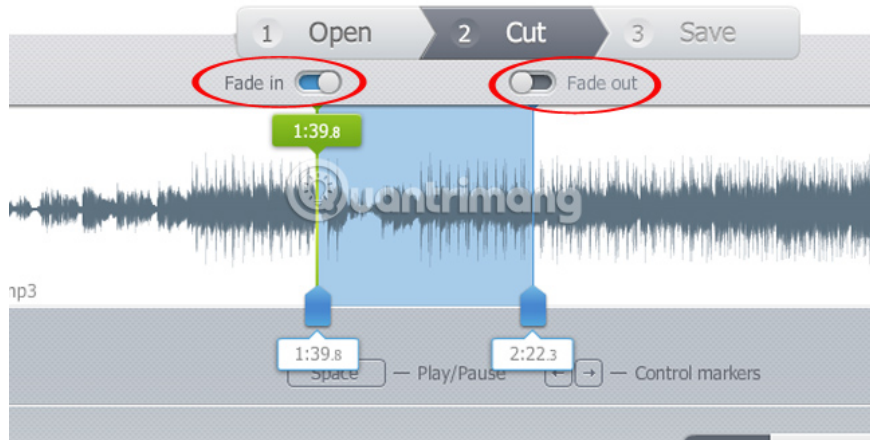 1 Open 2 Cut 3 Save
Fade in Fade out
1:39.8
@uantrimang
np3
1:39.8 2:22.3
Space — Play/Pause ← → — Control markers